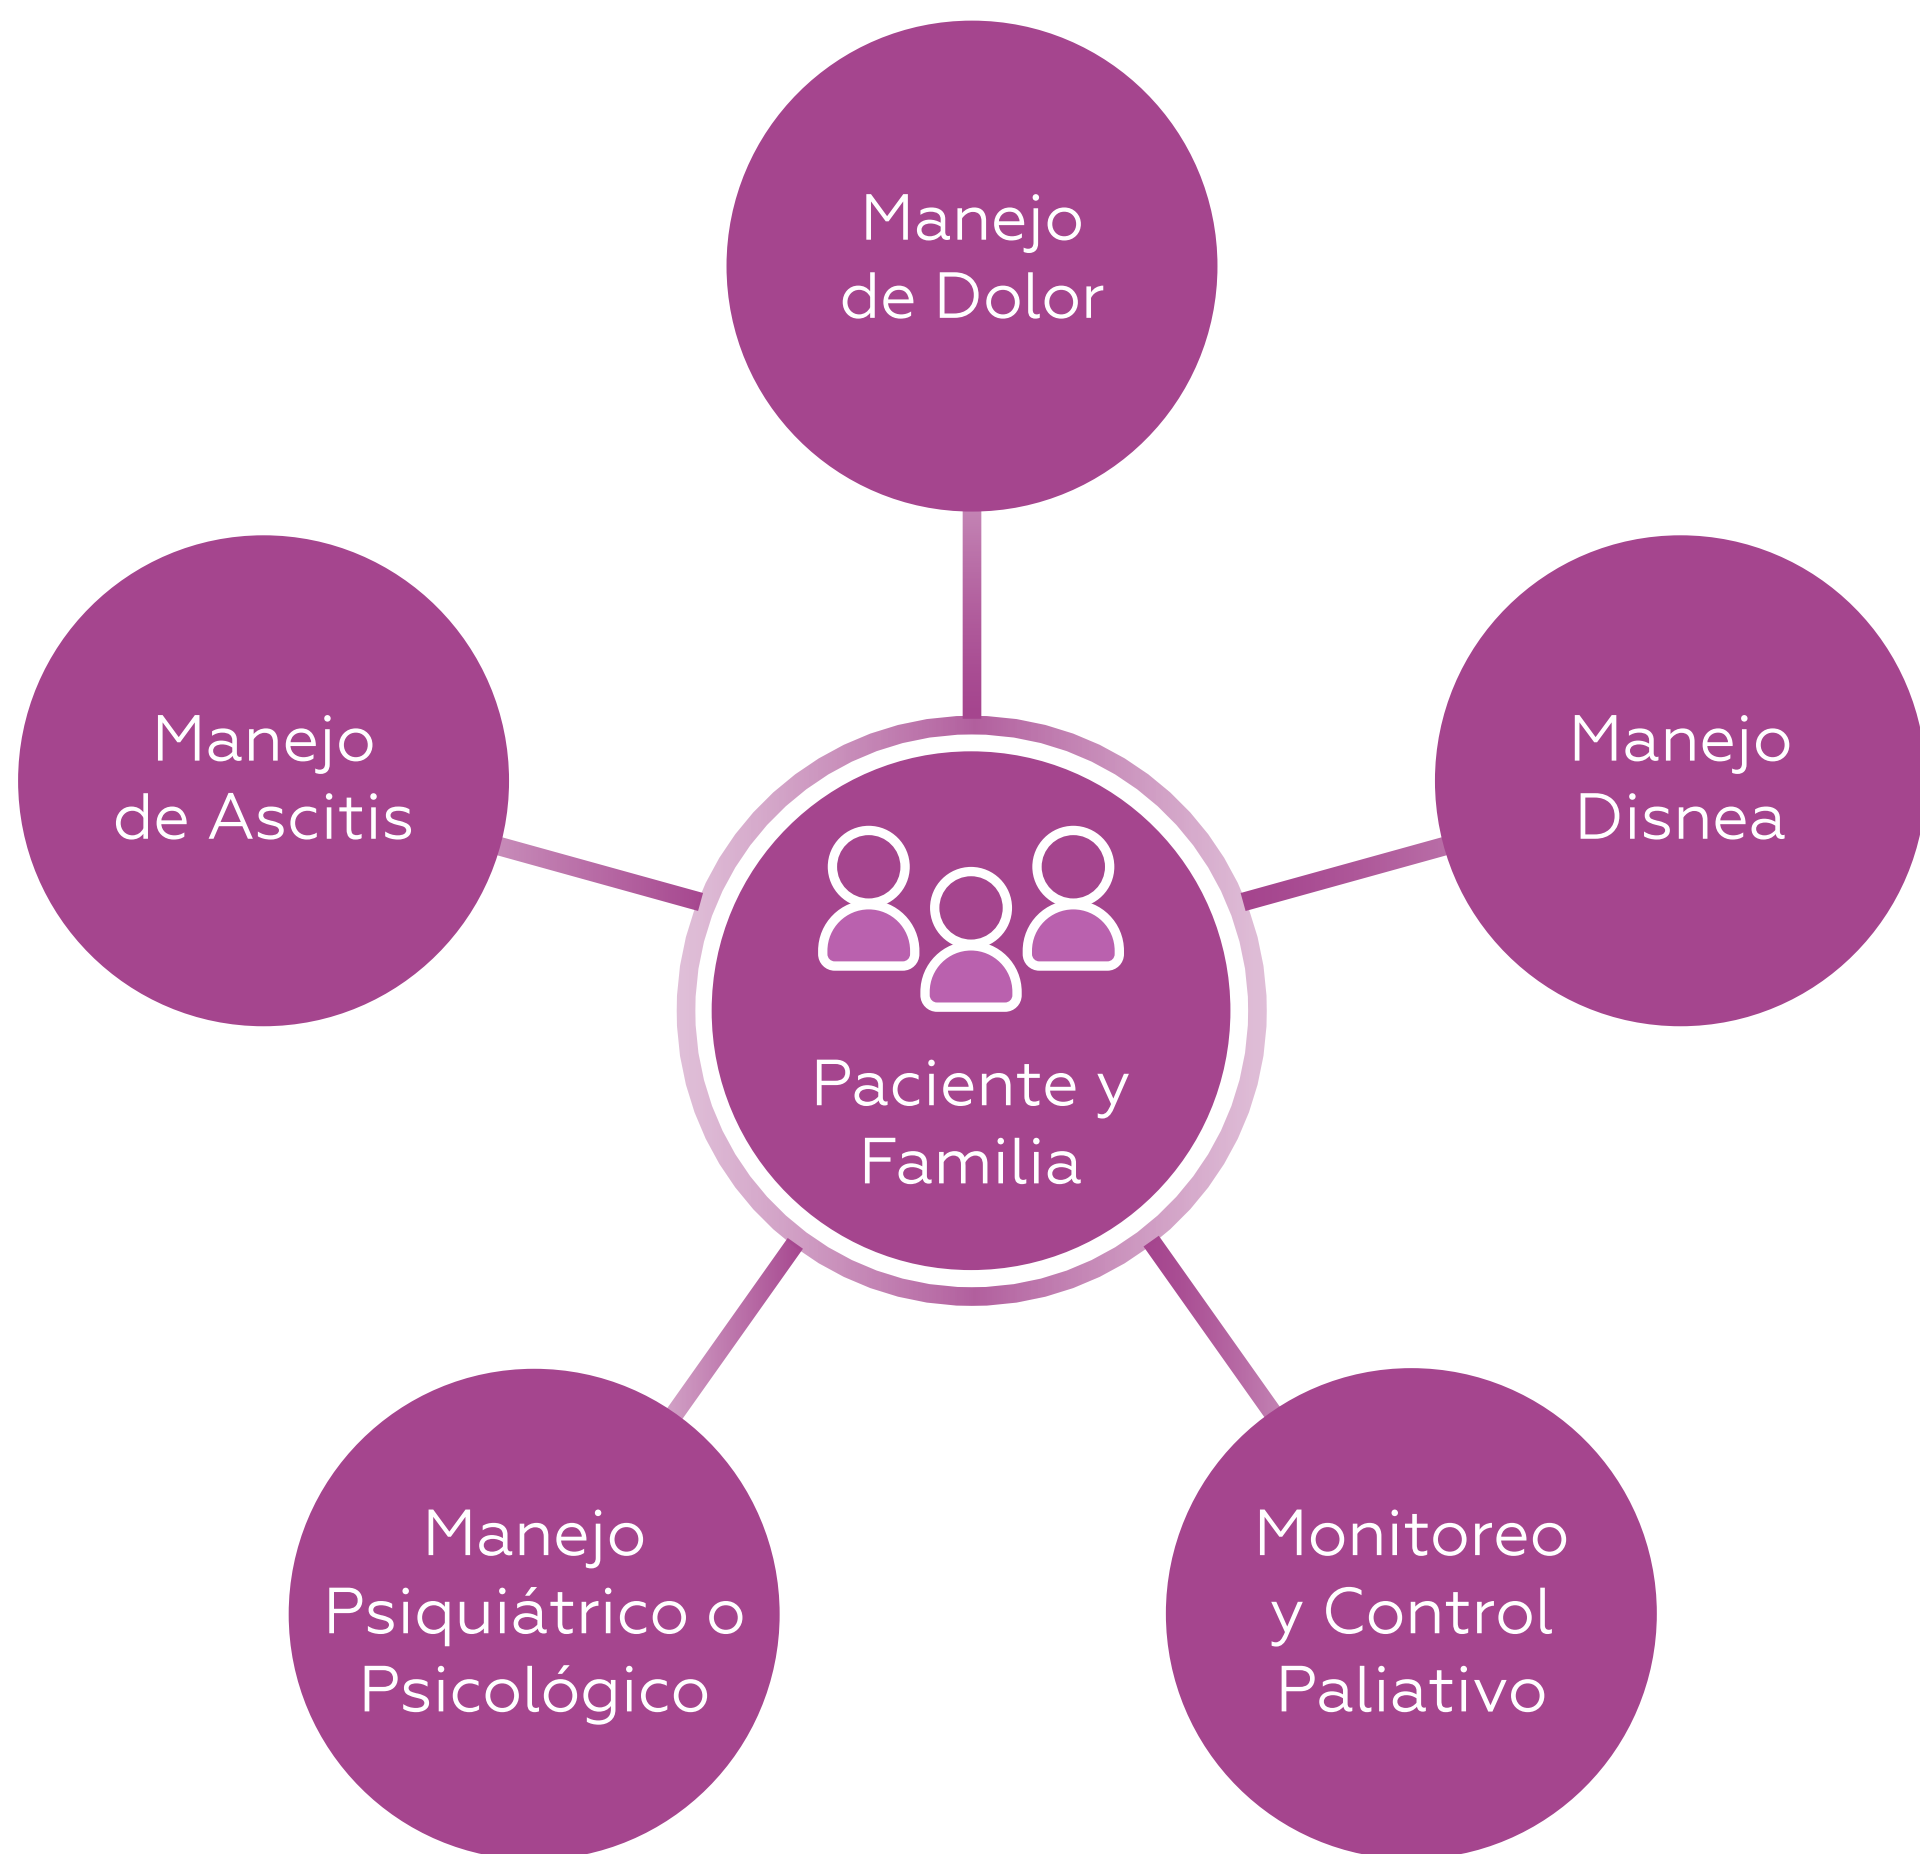 Manejo
de Dolor
Manejo
de Ascitis
Manejo
Disnea
Paciente y
Familia
Manejo
Psiquiátrico o
Psicológico
Monitoreo
y Control
Paliativo